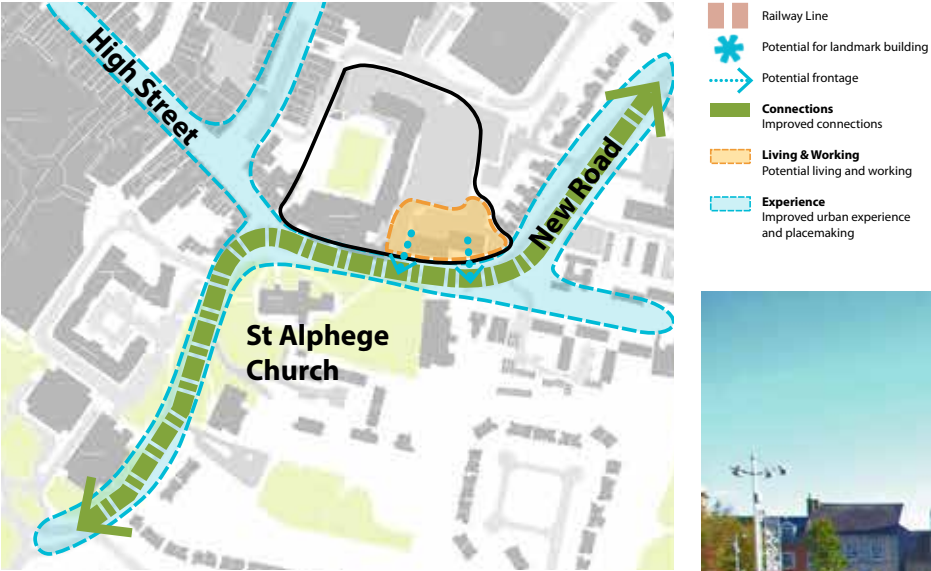 High Street
New Road
St Alphege
Church
Railway Line
Potential for landmark building
Potential frontage
Connections
Improved connections
Living & Working
Potential living and working
Experience
Improved urban experience
and placemaking